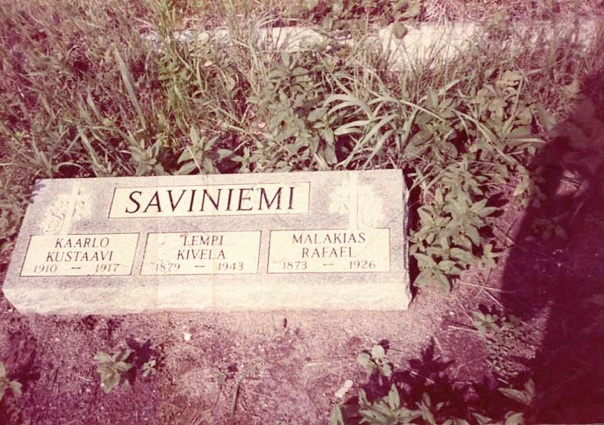 SAVINIEMI
KAARLO
KUSTAAVI
1910 — 1917
LEMPI
KIVELA
1879 — 1943
MALAKIAS
RAFAEL
1873 — 1926